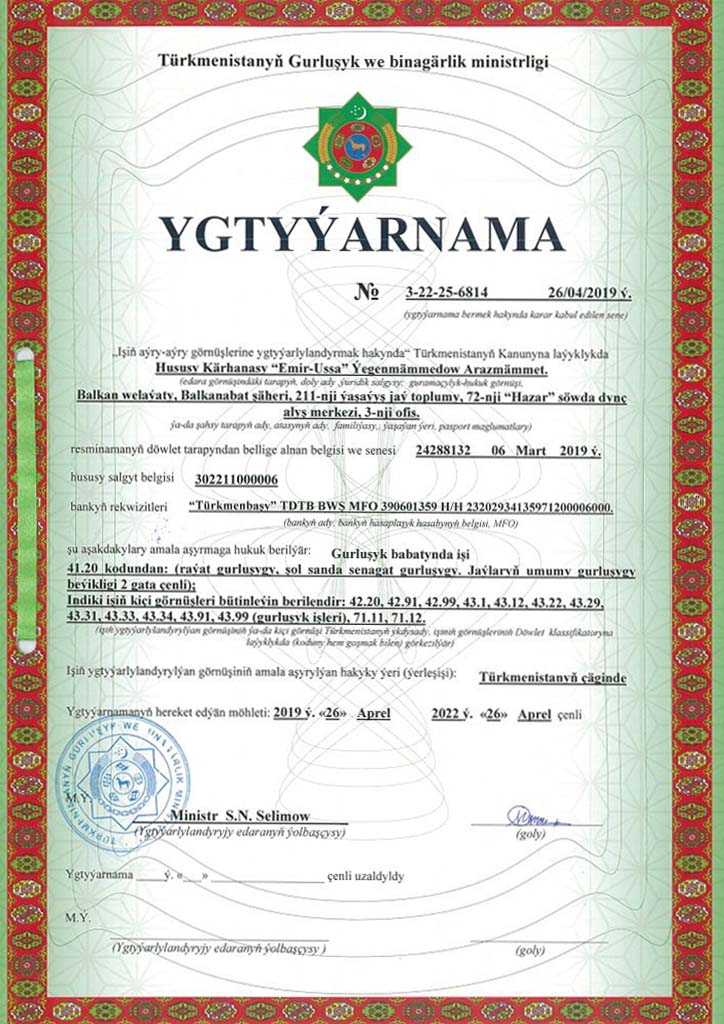 Türkmenistanyň Gurluşyk we binagärlik ministrligi
YGTYÝARNAMA
№ 3-22-25-6814 26/04/2019 ý.
(ygtyýarnama bermek hakynda karar kabul edilen sene)
„Işiň aýry-aýry görnüşlerine ygtyýarlylandyrmak hakynda“ Türkmenistanyň Kanunyna laýyklykda
Hususy Kärhanasy “Emir-Ussa” Ýegenmämmedow Arazmämmet.
(edara görnüşindäki tarapyň, doly ady ,ýuridik salgysy: guramaçylyk-hukuk görnüşi,
Balkan welaýaty, Balkanabat şäheri, 211-nji ýaşaýyş jaý toplumy, 72-nji “Hazar” söwda dynç
alyş merkezi, 3-nji ofis.
ýa-da şahsy tarapyň ady, atasynyň ady, familiýasy, ýaşaýan ýeri, pasport maglumatlary)
resminamanyň döwlet tarapyndan bellige alnan belgisi we senesi 24288132 06 Mart 2019 ý.
hususy salgyt belgisi 302211000006
bankyň rekwizitleri “Türkmenbaşy” TDTB BWŞ MFO 390601359 H/H 23202934135971200006000.
(bankyň ady, bankyň hasaplaşyk hasabynyň belgisi, MFO)
şu aşakdakylary amala aşyrmaga hukuk berilýär: Gurluşyk babatynda işi
41.20 kodundan: (raýat gurluşygy, şol sanda senagat gurluşygy. Jaýlaryň umumy gurluşygy
beýikligi 2 gata çenli);
Indiki işiň kiçi görnüşleri bütinleýin berilendir: 42.20, 42.91, 42.99, 43.1, 43.12, 43.22, 43.29,
43.31, 43.33, 43.34, 43.91, 43.99 (gurluşyk işleri), 71.11, 71.12.
(işiň ygtyýarlylandyrylýan görnüşiniň ýa-da kiçi görnüşi Türkmenistanyň ykdysady, işiniň görnüşleriniň Döwlet klassifikatoryna
laýyklykda (koduny hem goşmak bilen) görkezilýär)
Işiň ygtyýarlylandyrylýan görnüşiniň amala aşyrylýan hakyky ýeri (ýerleşişi): Türkmenistanyň çäginde
Ygtyýarnamanyň hereket edýän möhleti: 2019 ý. «26» Aprel 2022 ý. «26» Aprel çenli
M.Ý.
Ministr S.N. Selimow
(Ygtyýarlylandyryjy edaranyň ýolbaşçysy) (goly)
Ygtyýarnama ____ý. «___» __________________ çenli uzaldyldy
M.Ý.
(Ygtyýarlylandyryjy edaranyň ýolbaşçysy ) (goly)